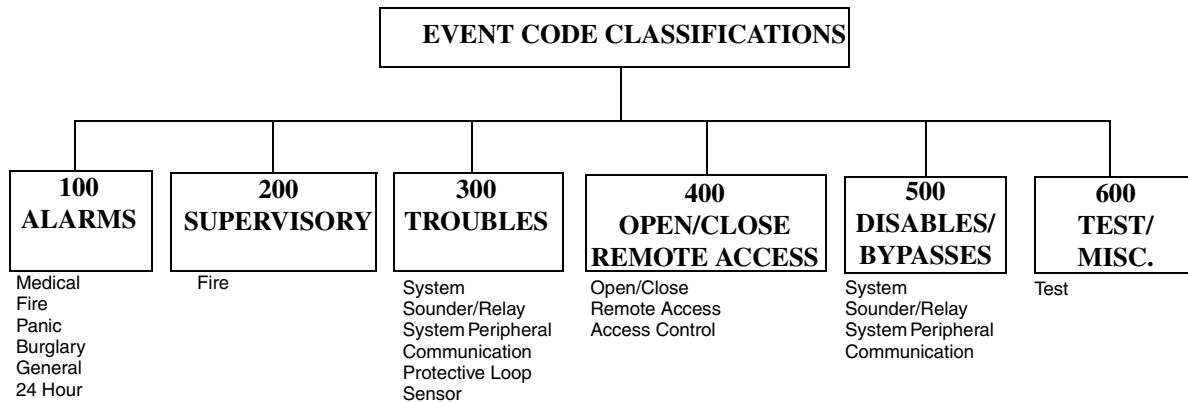 EVENT CODE CLASSIFICATIONS
100
ALARMS
Medical
Fire
Panic
Burglary
General
24 Hour
200
SUPERVISORY
Fire
300
TROUBLES
System
Sounder/Relay
System Peripheral
Communication
Protective Loop
Sensor
400
OPEN/CLOSE
REMOTE ACCESS
Open/Close
Remote Access
Access Control
500
DISABLES/
BYPASSES
System
Sounder/Relay
System Peripheral
Communication
600
TEST/
MISC.
Test